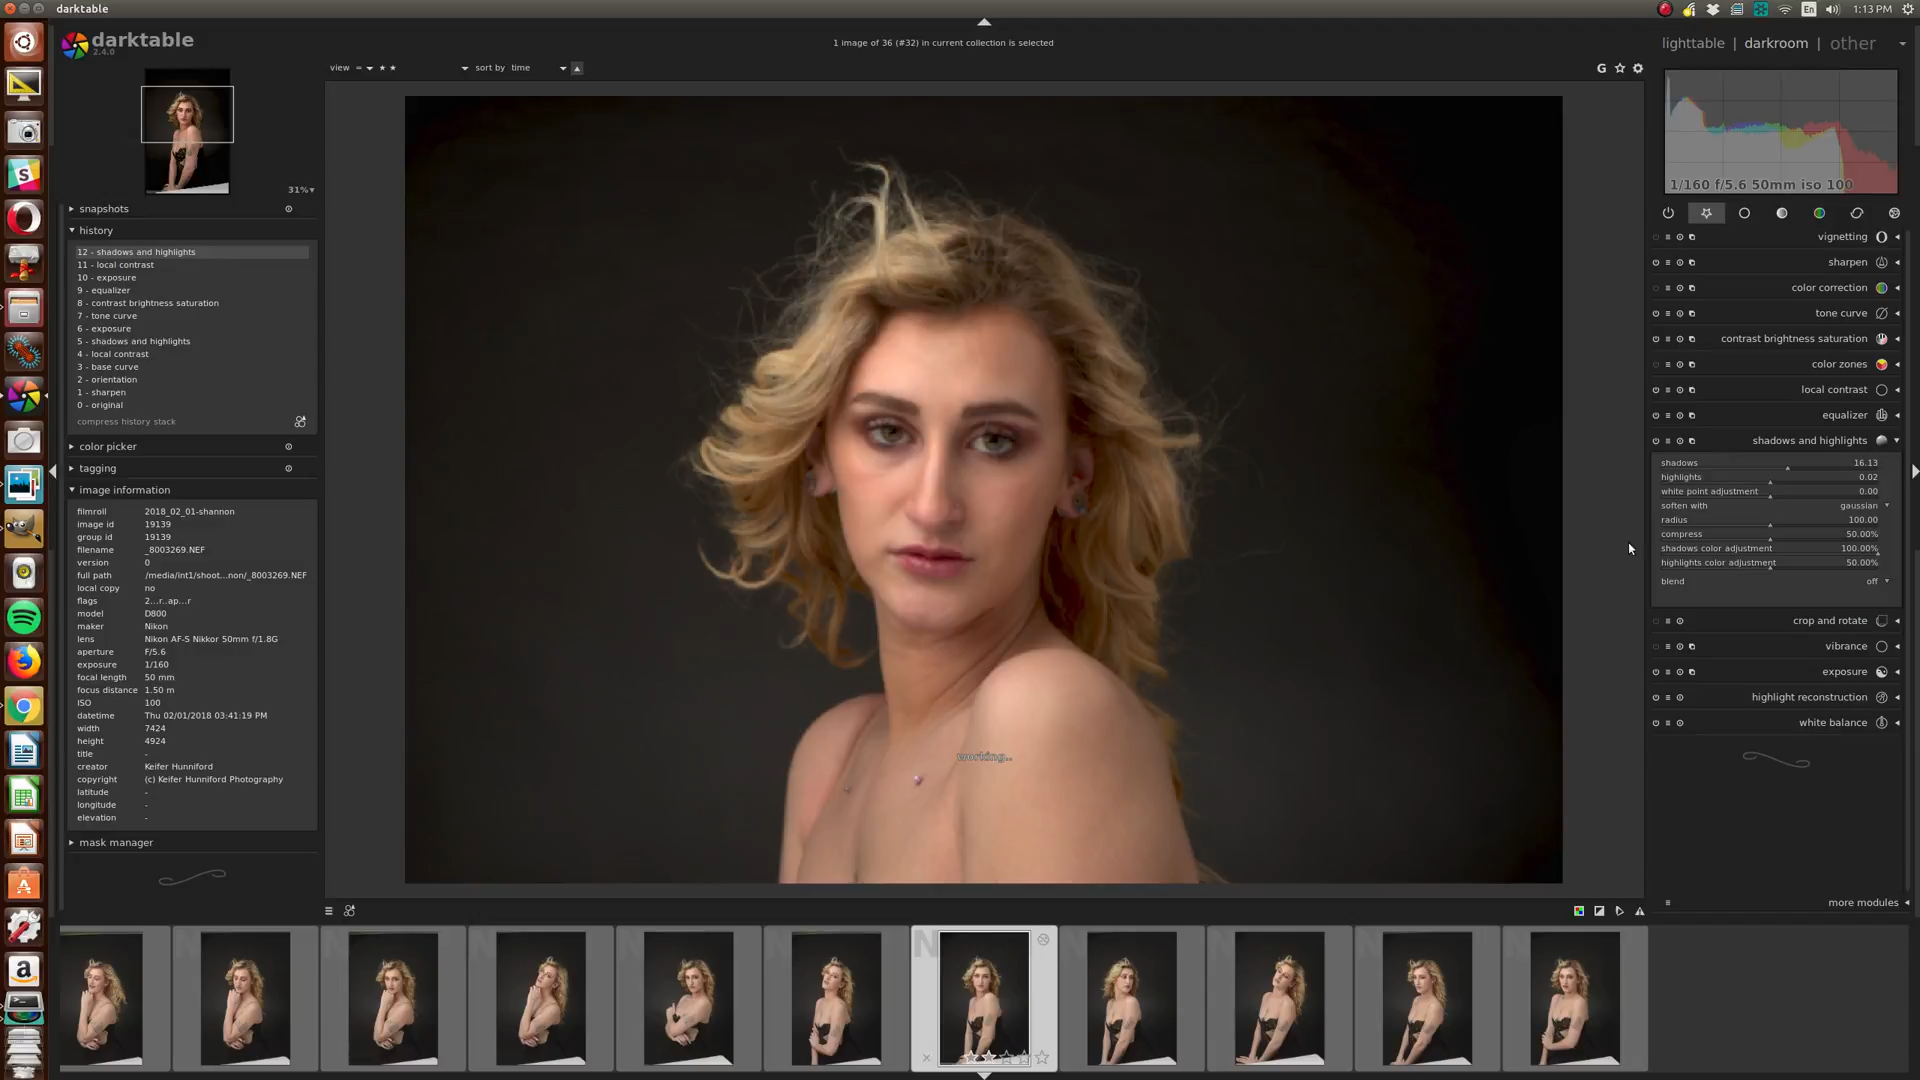 darktable
En
1:13 PM
darktable
2.4.0
1 image of 36 (#32) in current collection is selected
lighttable | darkroom | other
view =
sort by time
G
1/160 f/5.6 50mm iso 100
31%
snapshots
history
12 - shadows and highlights
11 - local contrast
10 - exposure
9 - equalizer
8 - contrast brightness saturation
7 - tone curve
6 - exposure
5 - shadows and highlights
4 - local contrast
3 - base curve
2 - orientation
1 - sharpen
0 - original
compress history stack
color picker
tagging
image information
filmroll 2018_02_01-shannon
image id 19139
group id 19139
filename _8003269.NEF
version 0
full path /media/int1/shoot...non/_8003269.NEF
local copy no
flags 2...r..ap...r
model D800
maker Nikon
lens Nikon AF-S Nikkor 50mm f/1.8G
aperture F/5.6
exposure 1/160
focal length 50 mm
focus distance 1.50 m
ISO 100
datetime Thu 02/01/2018 03:41:19 PM
width 7424
height 4924
title -
creator Keifer Hunniford
copyright (c) Keifer Hunniford Photography
latitude -
longitude -
elevation -
mask manager
working..
vignetting
sharpen
color correction
tone curve
contrast brightness saturation
color zones
local contrast
equalizer
shadows and highlights
shadows 16.13
highlights 0.02
white point adjustment 0.00
soften with gaussian
radius 100.00
compress 50.00%
shadows color adjustment 100.00%
highlights color adjustment 50.00%
blend off
crop and rotate
vibrance
exposure
highlight reconstruction
white balance
more modules